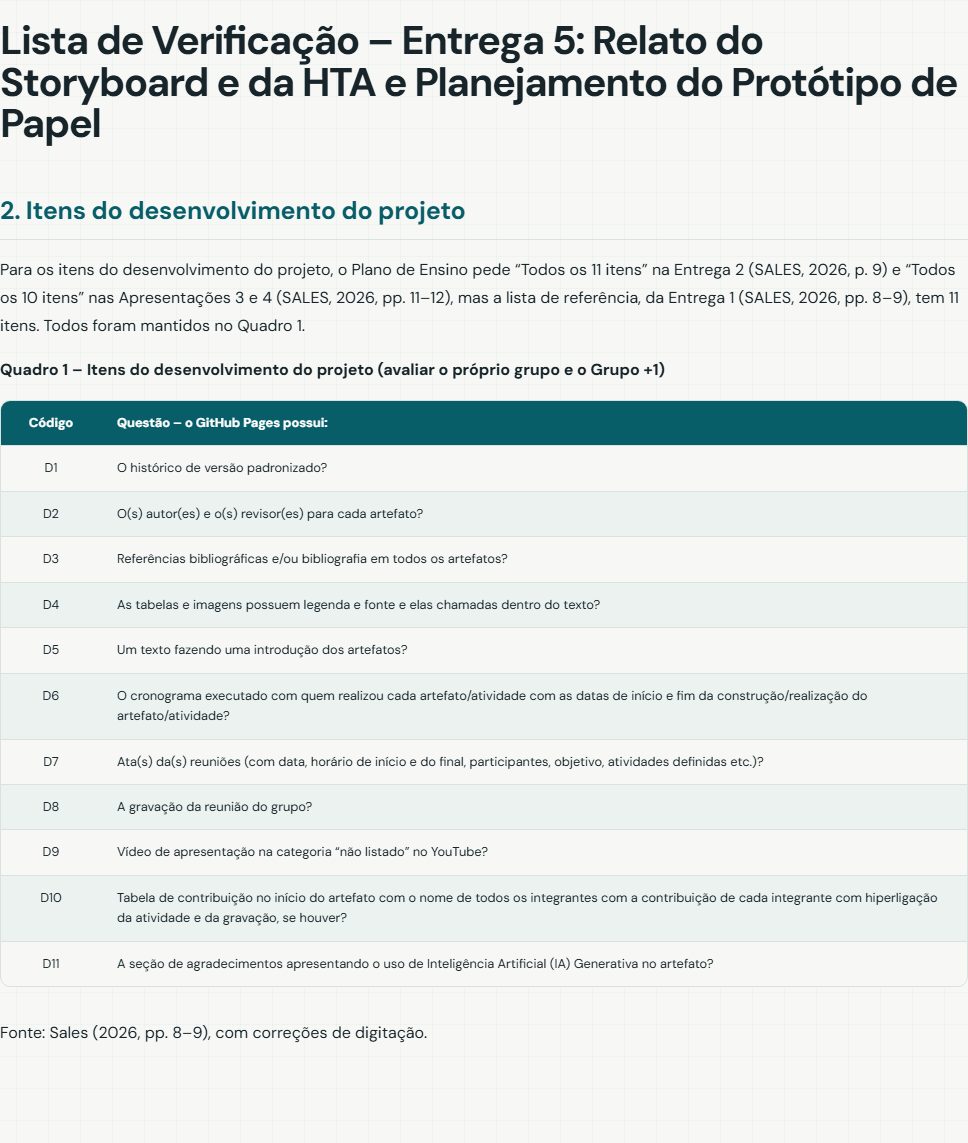 Lista de Verificação – Entrega 5: Relato do
Storyboard e da HTA e Planejamento do Protótipo de
Papel
2. Itens do desenvolvimento do projeto
Para os itens do desenvolvimento do projeto, o Plano de Ensino pede “Todos os 11 itens” na Entrega 2 (SALES, 2026, p. 9) e “Todos
os 10 itens” nas Apresentações 3 e 4 (SALES, 2026, pp. 11–12), mas a lista de referência, da Entrega 1 (SALES, 2026, pp. 8–9), tem 11
itens. Todos foram mantidos no Quadro 1.
Quadro 1 – Itens do desenvolvimento do projeto (avaliar o próprio grupo e o Grupo +1)
Código Questão – o GitHub Pages possui:
D1 O histórico de versão padronizado?
D2 O(s) autor(es) e o(s) revisor(es) para cada artefato?
D3 Referências bibliográficas e/ou bibliografia em todos os artefatos?
D4 As tabelas e imagens possuem legenda e fonte e elas chamadas dentro do texto?
D5 Um texto fazendo uma introdução dos artefatos?
D6 O cronograma executado com quem realizou cada artefato/atividade com as datas de início e fim da construção/realização do
artefato/atividade?
D7 Ata(s) da(s) reuniões (com data, horário de início e do final, participantes, objetivo, atividades definidas etc.)?
D8 A gravação da reunião do grupo?
D9 Vídeo de apresentação na categoria “não listado” no YouTube?
D10 Tabela de contribuição no início do artefato com o nome de todos os integrantes com a contribuição de cada integrante com hiperligação
da atividade e da gravação, se houver?
D11 A seção de agradecimentos apresentando o uso de Inteligência Artificial (IA) Generativa no artefato?
Fonte: Sales (2026, pp. 8–9), com correções de digitação.